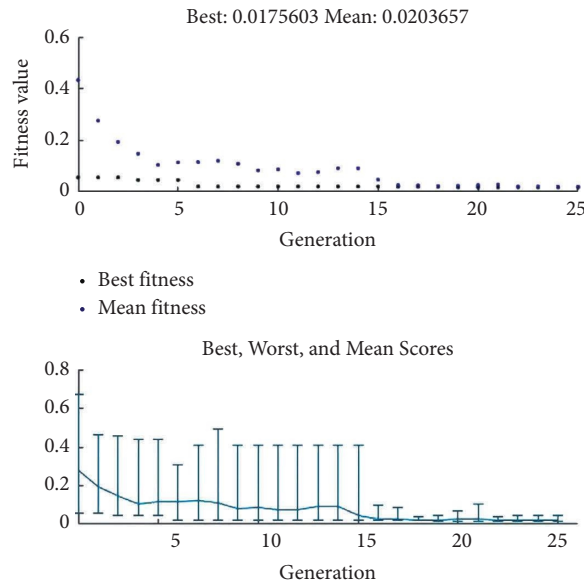 Best: 0.0175603 Mean: 0.0203657
Fitness value
0.6
0.4
0.2
0
0 5 10 15 20 25
Generation
Best fitness
Mean fitness
Best, Worst, and Mean Scores
0.8
0.6
0.4
0.2
0
5 10 15 20 25
Generation